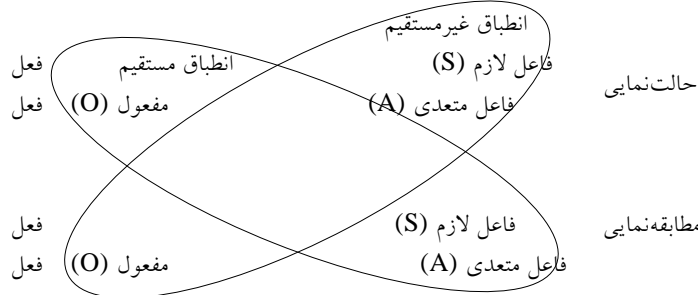 انطباق غیرمستقیم
فاعل لازم (S) انطباق مستقیم فعل
حالت‌نمایی
فاعل متعدی (A) مفعول (O) فعل
مطابقه‌نمایی فاعل لازم (S) فعل
فاعل متعدی (A) مفعول (O) فعل